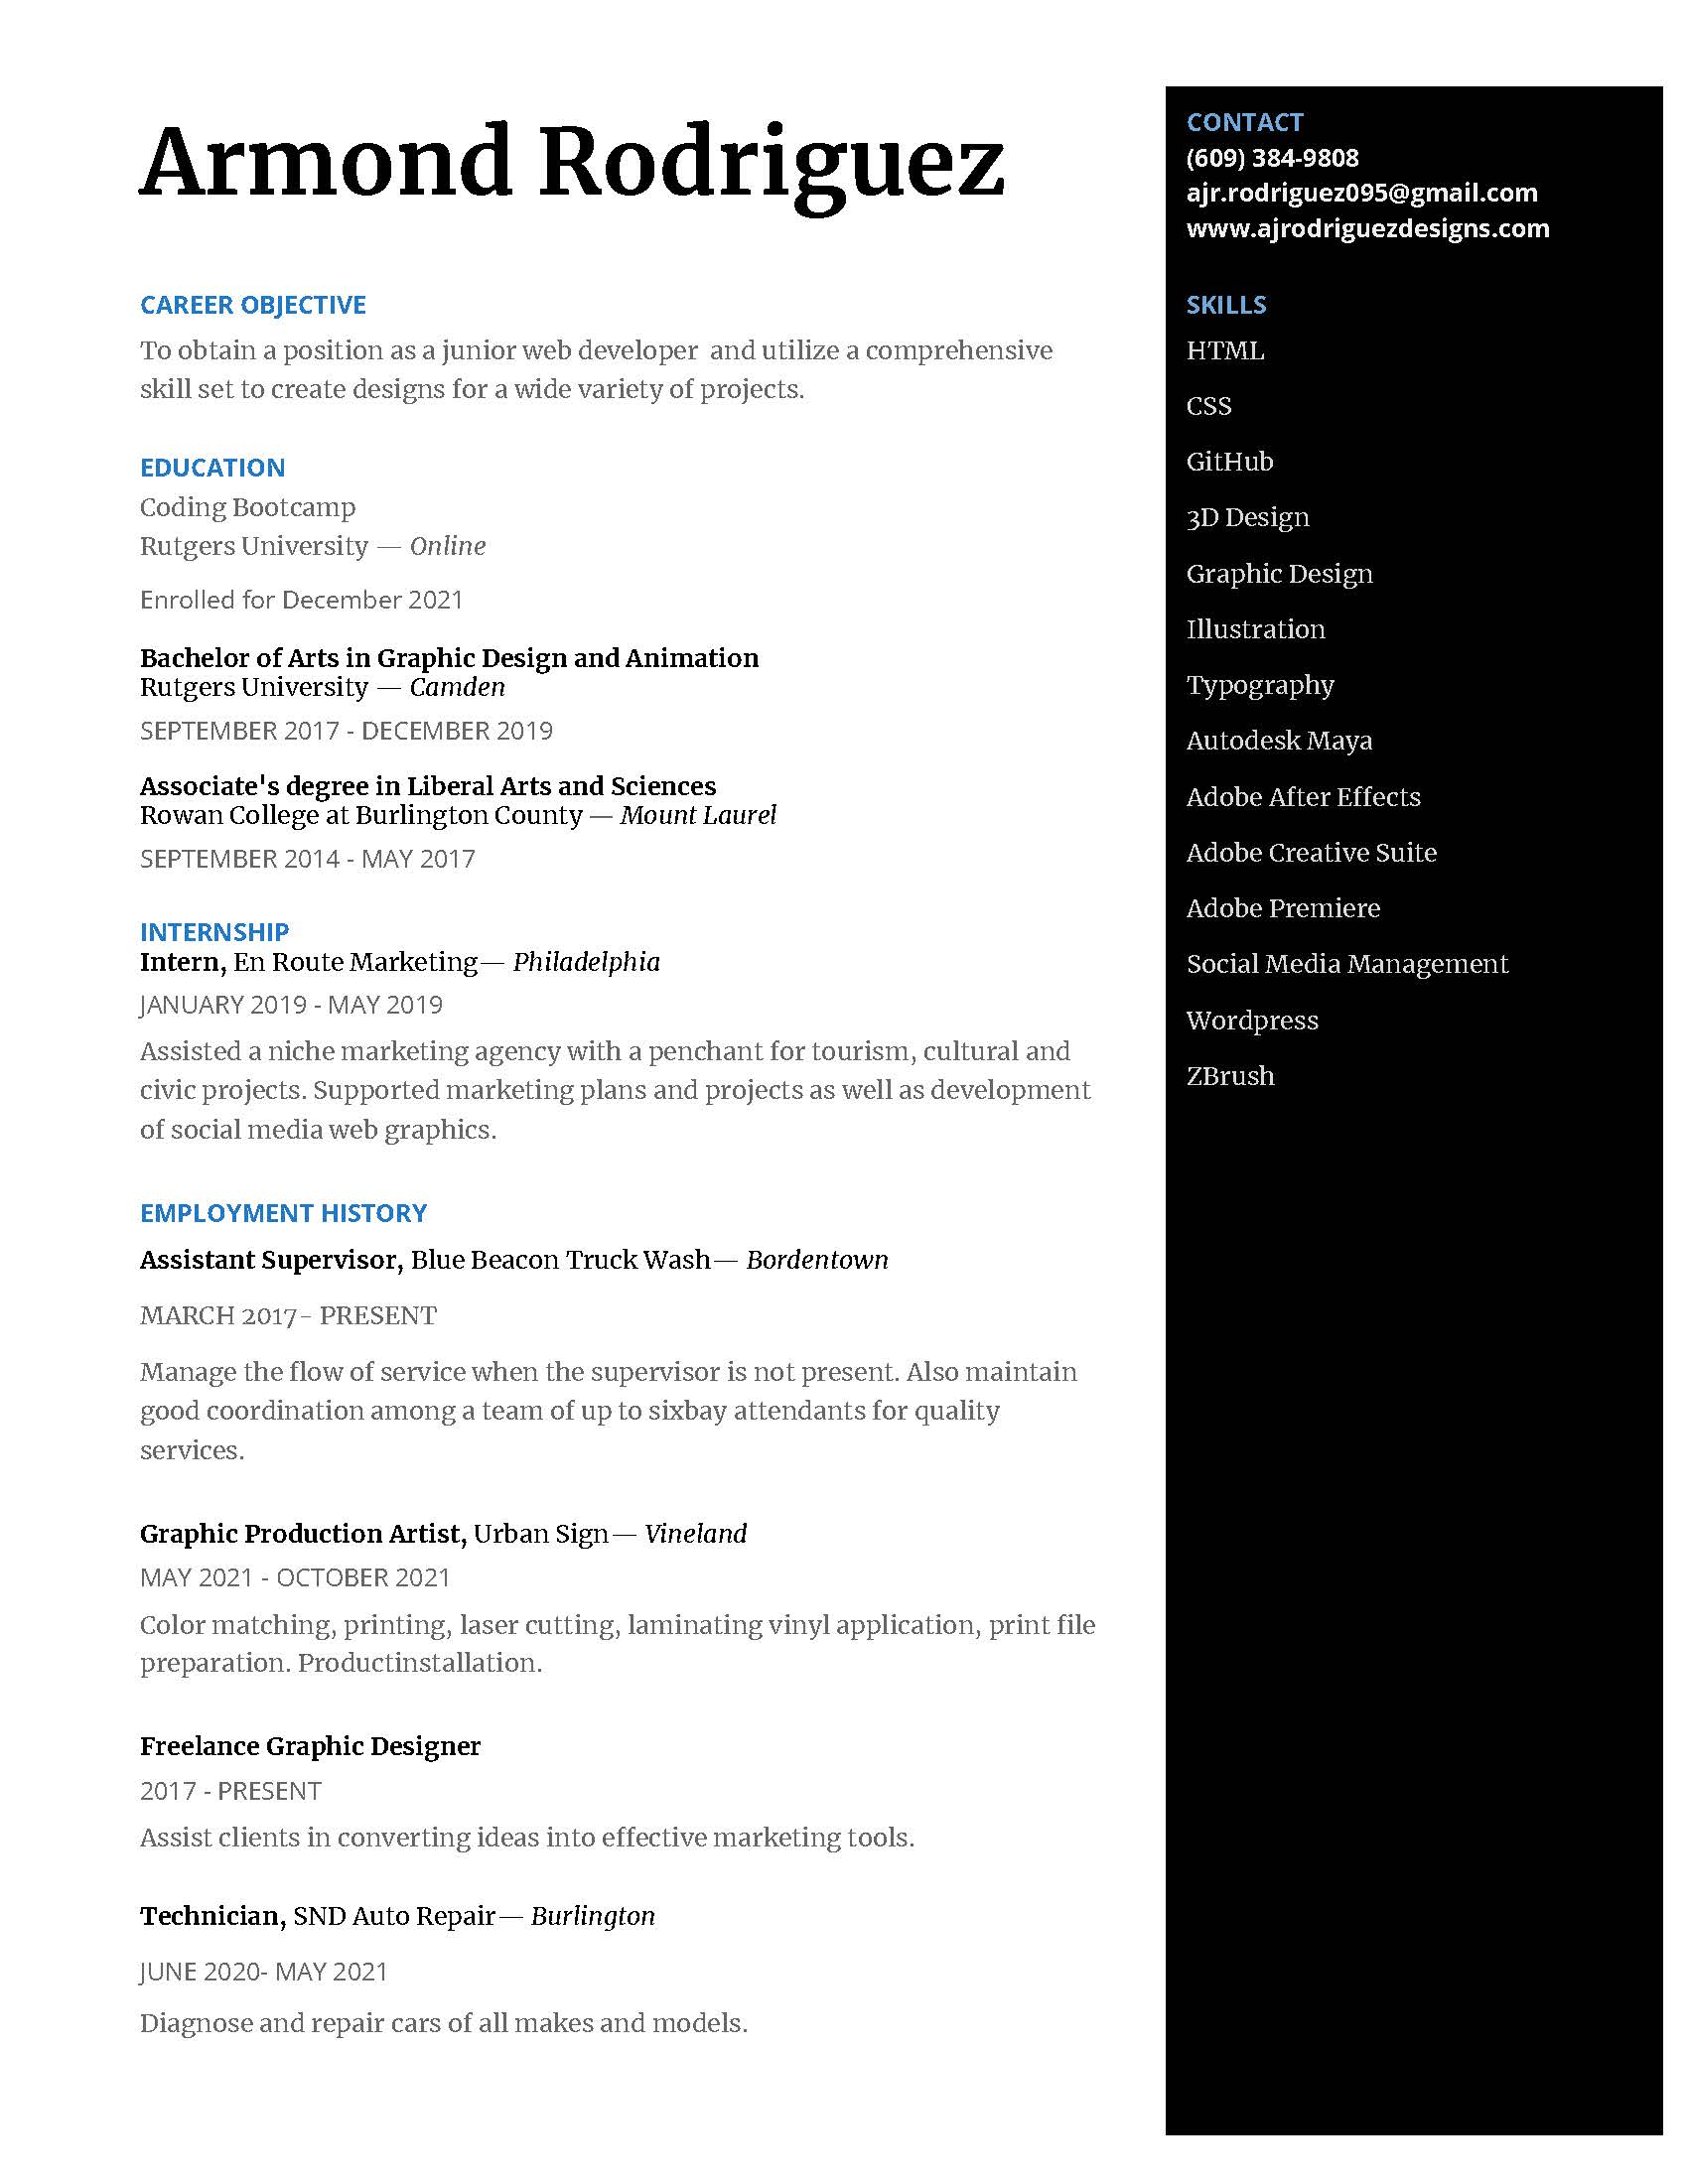 Armond Rodriguez
CAREER OBJECTIVE
To obtain a position as a junior web developer  and utilize a comprehensive
skill set to create designs for a wide variety of projects.
EDUCATION
Coding Bootcamp
Rutgers University — Online
Enrolled for December 2021
Bachelor of Arts in Graphic Design and Animation
Rutgers University — Camden
SEPTEMBER 2017 - DECEMBER 2019
Associate's degree in Liberal Arts and Sciences
Rowan College at Burlington County — Mount Laurel
SEPTEMBER 2014 - MAY 2017
INTERNSHIP
Intern, En Route Marketing— Philadelphia
JANUARY 2019 - MAY 2019
Assisted a niche marketing agency with a penchant for tourism, cultural and
civic projects. Supported marketing plans and projects as well as development
of social media web graphics.
EMPLOYMENT HISTORY
Assistant Supervisor, Blue Beacon Truck Wash— Bordentown
MARCH 2017- PRESENT
Manage the flow of service when the supervisor is not present. Also maintain
good coordination among a team of up to sixbay attendants for quality
services.
Graphic Production Artist, Urban Sign— Vineland
MAY 2021 - OCTOBER 2021
Color matching, printing, laser cutting, laminating vinyl application, print file
preparation. Productinstallation.
Freelance Graphic Designer
2017 - PRESENT
Assist clients in converting ideas into effective marketing tools.
Technician, SND Auto Repair— Burlington
JUNE 2020- MAY 2021
Diagnose and repair cars of all makes and models.
CONTACT
(609) 384-9808
ajr.rodriguez095@gmail.com
www.ajrodriguezdesigns.com
SKILLS
HTML
CSS
GitHub
3D Design
Graphic Design
Illustration
Typography
Autodesk Maya
Adobe After Effects
Adobe Creative Suite
Adobe Premiere
Social Media Management
Wordpress
ZBrush